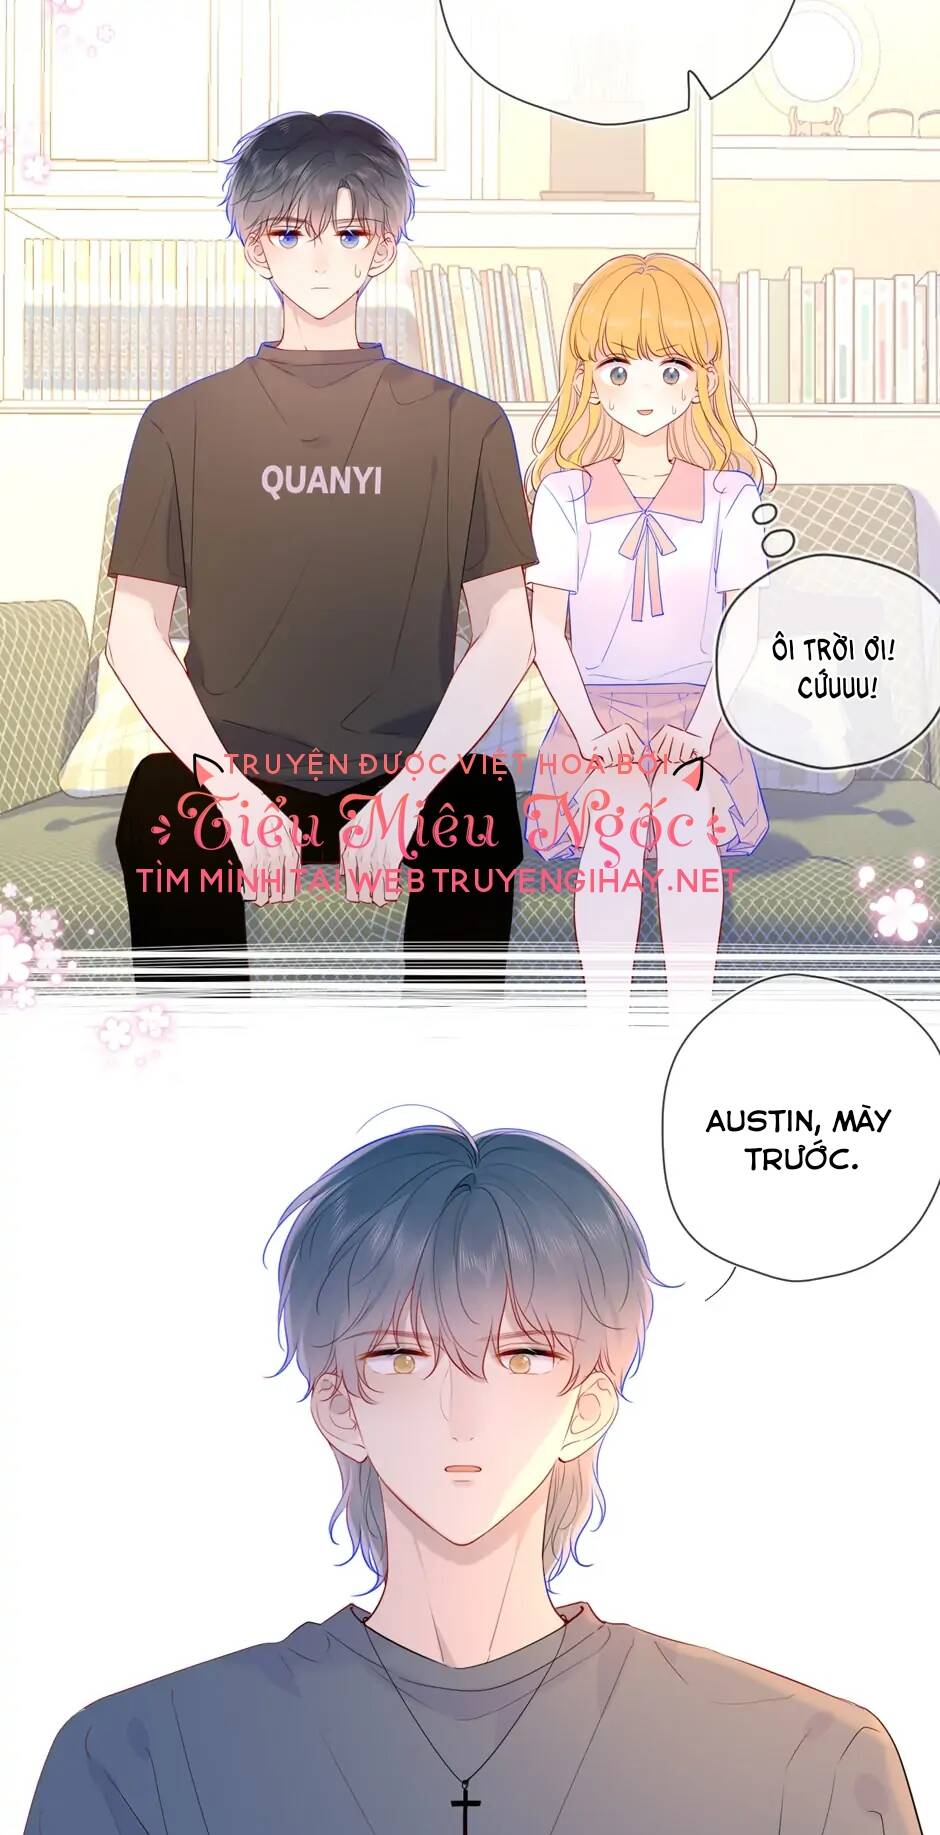 QUANYI
ÔI TRỜI ƠI!
CỨUUU!
TRUYỆN ĐƯỢC VIỆT HOÁ BỞI
Tiểu Miêu Ngốc
TÌM MÌNH TẠI WEB TRUYENGIHAY.NET
AUSTIN, MÀY
TRƯỚC.